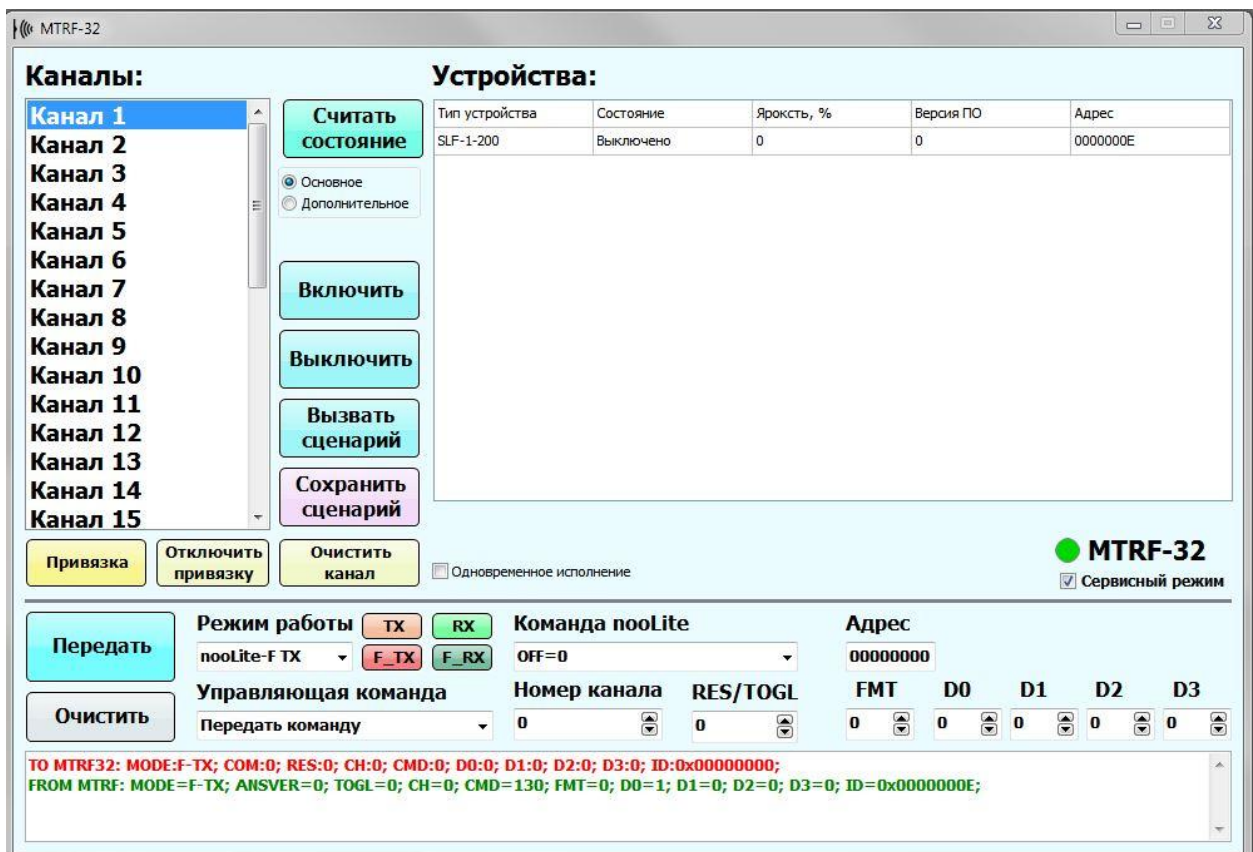 MTRF-32
Каналы:
Устройства:
Канал 1
Канал 2
Канал 3
Канал 4
Канал 5
Канал 6
Канал 7
Канал 8
Канал 9
Канал 10
Канал 11
Канал 12
Канал 13
Канал 14
Канал 15
Считать
состояние
Основное
Дополнительное
Включить
Выключить
Вызвать
сценарий
Сохранить
сценарий
Тип устройства Состояние Яроксть, % Версия ПО Адрес
SLF-1-200 Выключено 0 0 0000000E
Привязка
Отключить
привязку
Очистить
канал
Одновременное исполнение
MTRF-32
Сервисный режим
Передать
Очистить
Режим работы TX RX
nooLite-F TX F_TX F_RX
Управляющая команда
Передать команду
Команда nooLite
OFF=0
Номер канала RES/TOGL
0 0
Адрес
00000000
FMT D0 D1 D2 D3
0 0 0 0 0
TO MTRF32: MODE:F-TX; COM:0; RES:0; CH:0; CMD:0; D0:0; D1:0; D2:0; D3:0; ID:0x00000000;
FROM MTRF: MODE=F-TX; ANSVER=0; TOGL=0; CH=0; CMD=130; FMT=0; D0=1; D1=0; D2=0; D3=0; ID=0x0000000E;